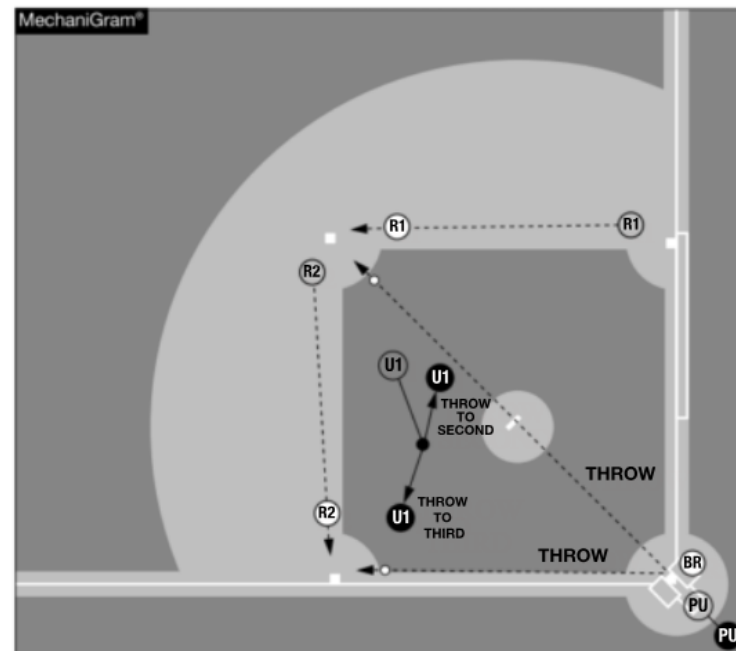 MechaniGram®
R1
R1
R2
U1
U1
THROW
TO
SECOND
THROW
R2
U1
THROW
TO
THIRD
THROW
BR
PU
PU